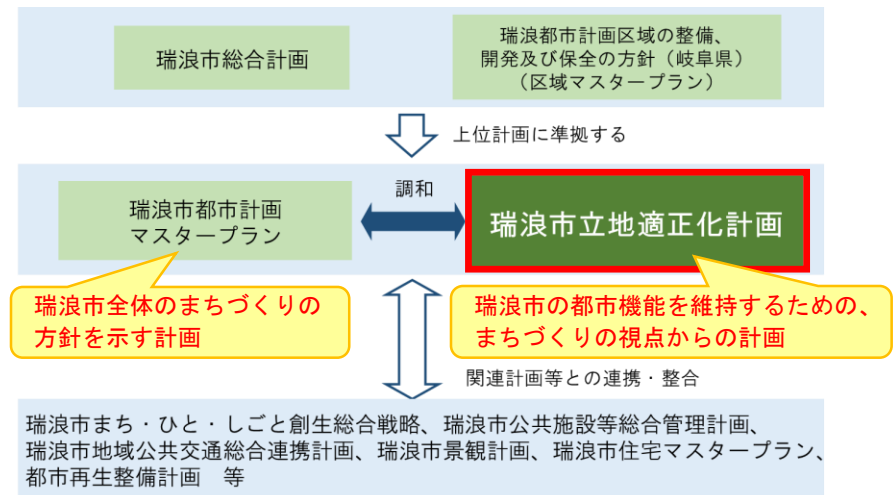 瑞浪市総合計画
瑞浪都市計画区域の整備、
開発及び保全の方針（岐阜県）
（区域マスタープラン）
上位計画に準拠する
瑞浪市都市計画
マスタープラン
調和
瑞浪市立地適正化計画
瑞浪市全体のまちづくりの
方針を示す計画
瑞浪市の都市機能を維持するための、
まちづくりの視点からの計画
関連計画等との連携・整合
瑞浪市まち・ひと・しごと創生総合戦略、瑞浪市公共施設等総合管理計画、
瑞浪市地域公共交通総合連携計画、瑞浪市景観計画、瑞浪市住宅マスタープラン、
都市再生整備計画　等